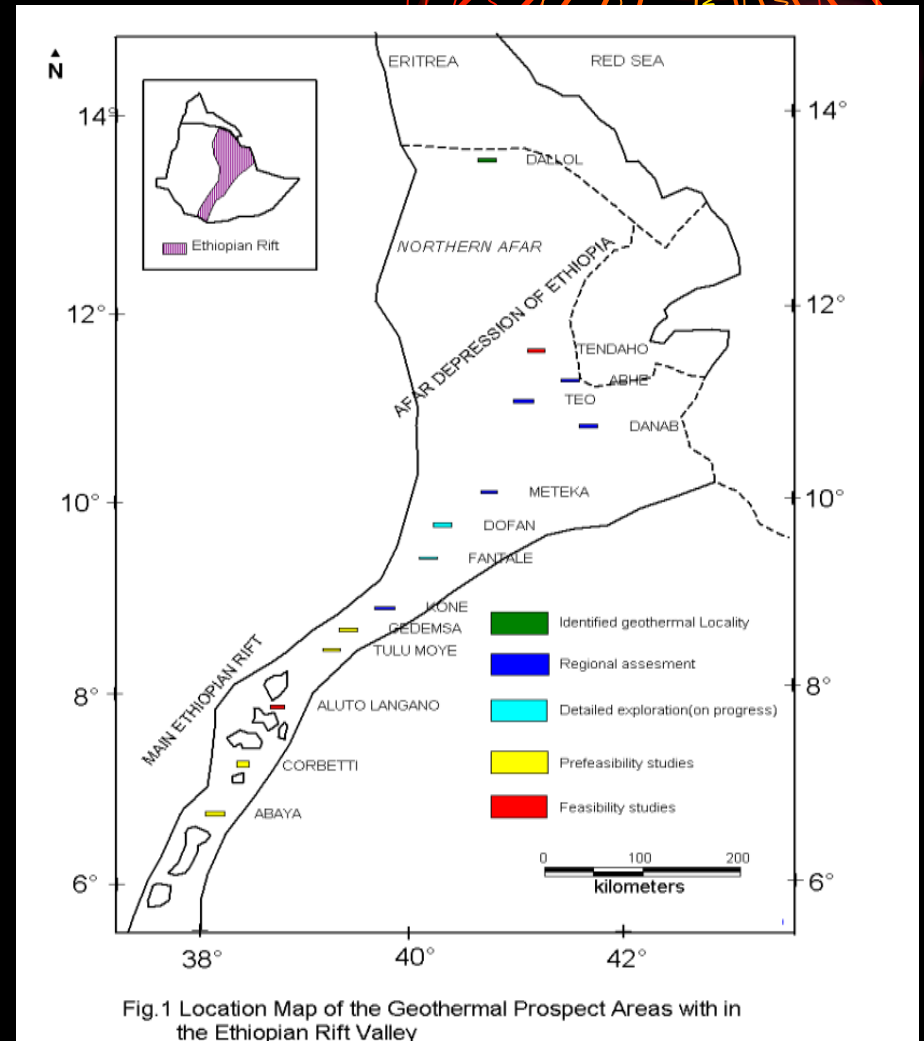 N
ERITREA
RED SEA
14°
14°
DALLOL
Ethiopian Rift
NORTHERN AFAR
AFAR DEPRESSION OF ETHIOPIA
12°
12°
TENDAHO
ABHE
TEO
DANAB
METEKA
10°
10°
DOFAN
FANTALE
KONE
GEDEMSA
TULU MOYE
MAIN ETHIOPIAN RIFT
8°
8°
ALUTO LANGANO
CORBETTI
ABAYA
Identified geothermal Locality
Regional assesment
Detailed exploration(on progress)
Prefeasibility studies
Feasibility studies
0 100 200
kilometers
6°
6°
38° 40° 42°
Fig.1 Location Map of the Geothermal Prospect Areas with in
the Ethiopian Rift Valley